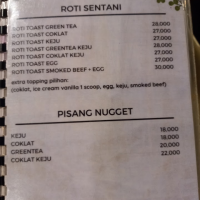 ROTI SENTANI
ROTI TOAST GREEN TEA 28,000
ROTI TOAST COKLAT 27,000
ROTI TOAST KEJU 27,000
ROTI TOAST GREENTEA KEJU 28,000
ROTI TOAST COKLAT KEJU 27,000
ROTI TOAST EGG 27,000
ROTI TOAST SMOKED BEEF + EGG 30,000
extra topping pilihan:
(coklat, ice cream vanilla 1 scoop, egg, keju, smoked beef)
PISANG NUGGET
KEJU 18,000
COKLAT 18,000
GREENTEA 20,000
COKLAT KEJU 22,000